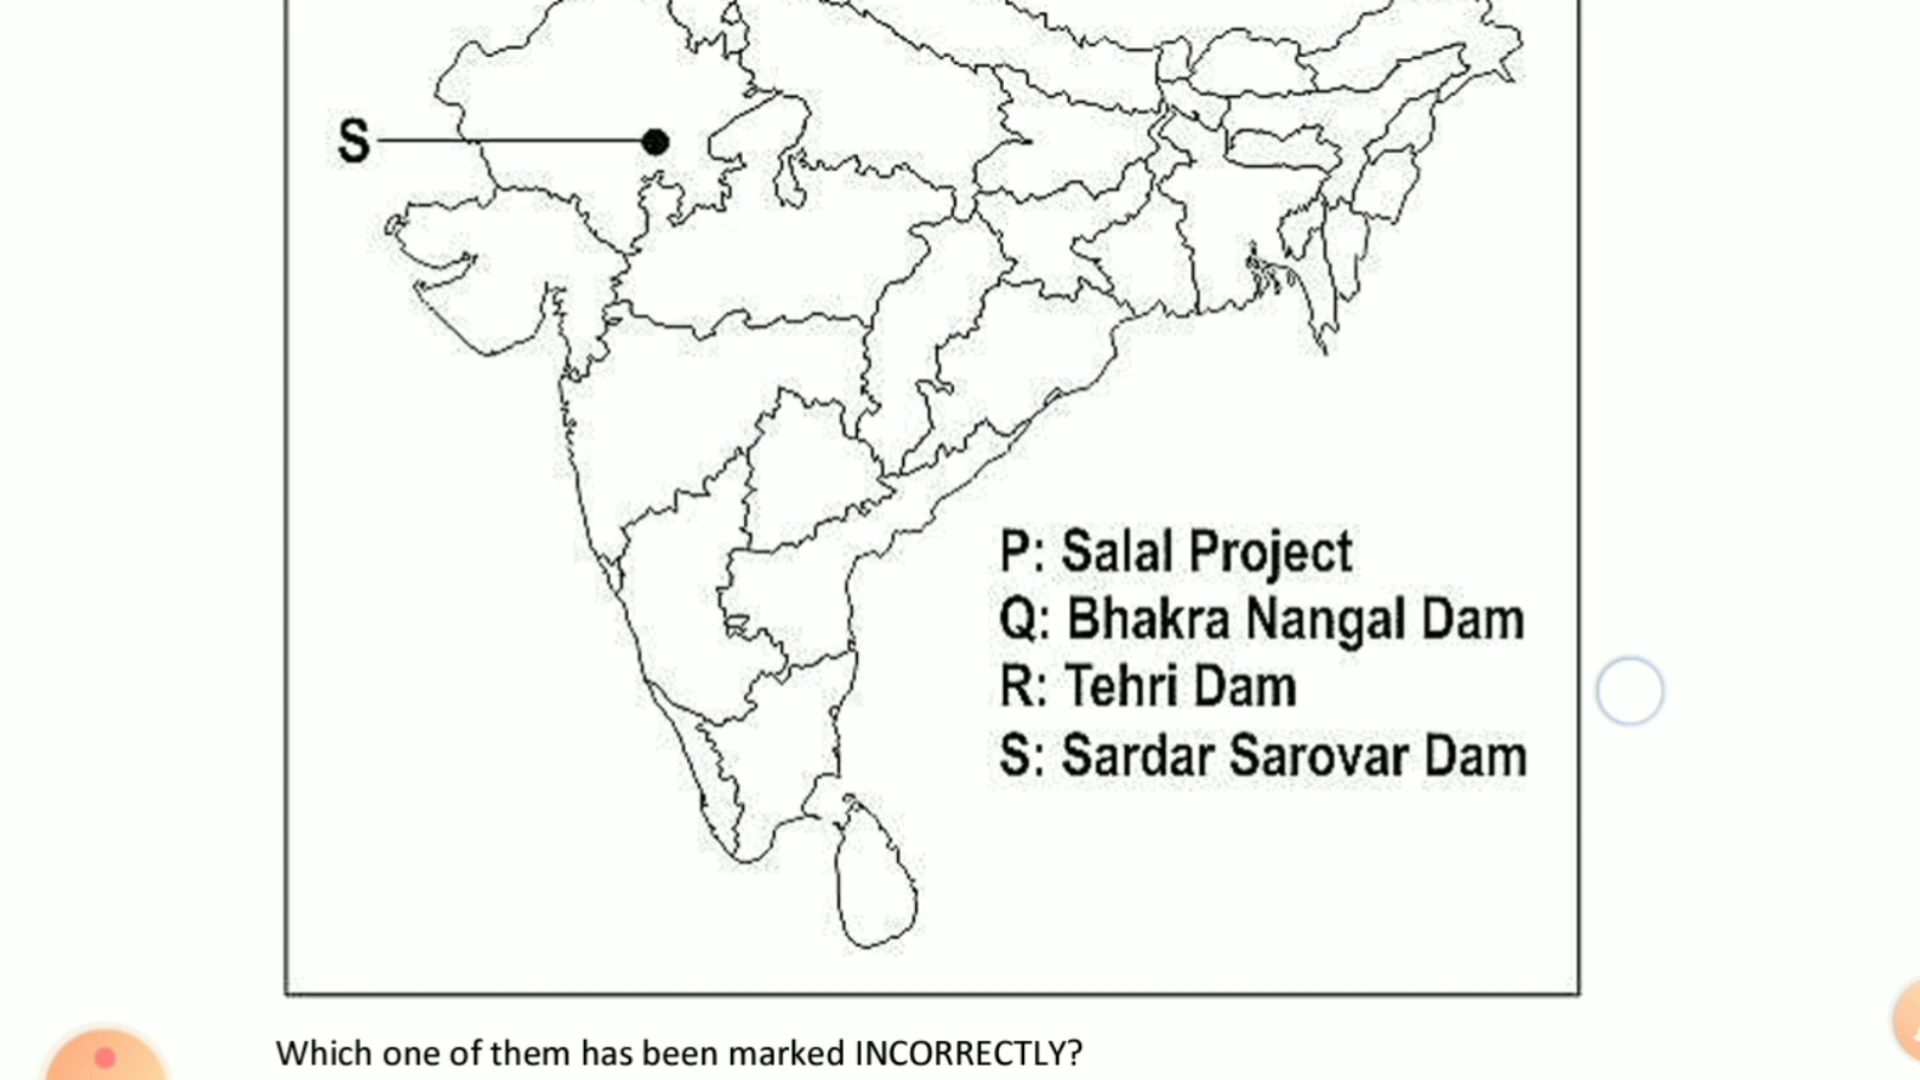 S
P: Salal Project
Q: Bhakra Nangal Dam
R: Tehri Dam
S: Sardar Sarovar Dam
Which one of them has been marked INCORRECTLY?